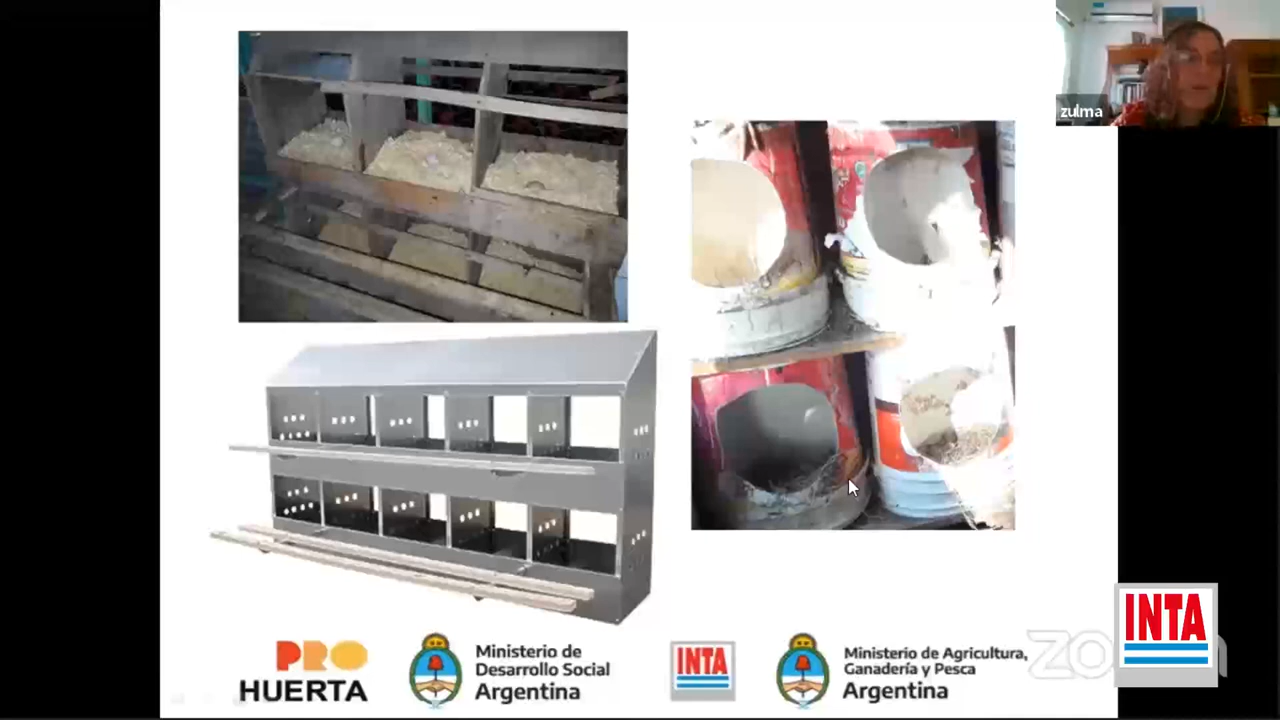 zulma
PRO
HUERTA
Ministerio de
Desarrollo Social
Argentina
INTA
Ministerio de Agricultura,
Ganadería y Pesca
Argentina
INTA